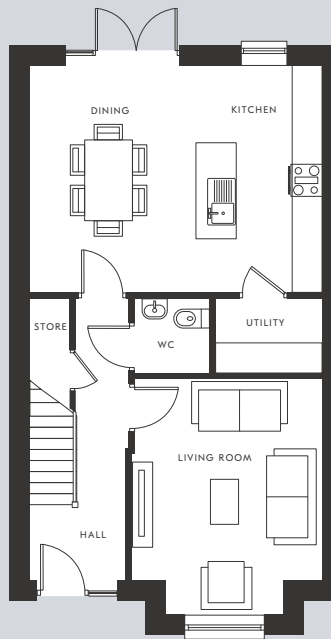 DINING
KITCHEN
STORE
WC
UTILITY
LIVING ROOM
HALL